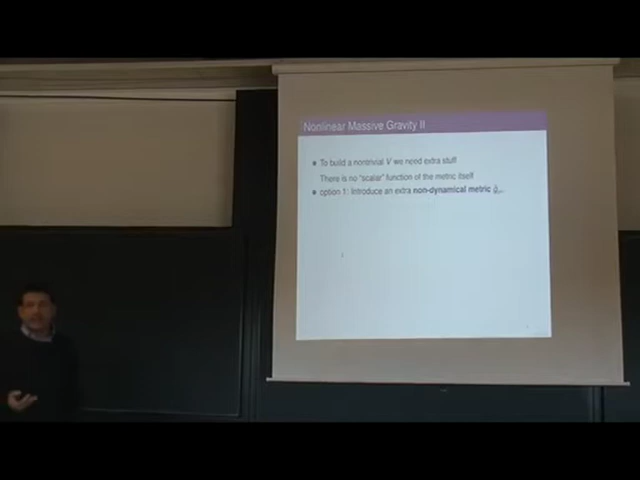 Nonlinear Massive Gravity II
To build a nontrivial V we need extra stuff
There is no "scalar" function of the metric itself
option 1: Introduce an extra non-dynamical metric